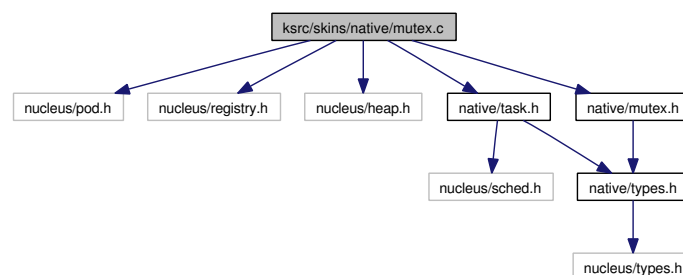 ksrc/skins/native/mutex.c
nucleus/pod.h
nucleus/registry.h
nucleus/heap.h
native/task.h
native/mutex.h
nucleus/sched.h
native/types.h
nucleus/types.h